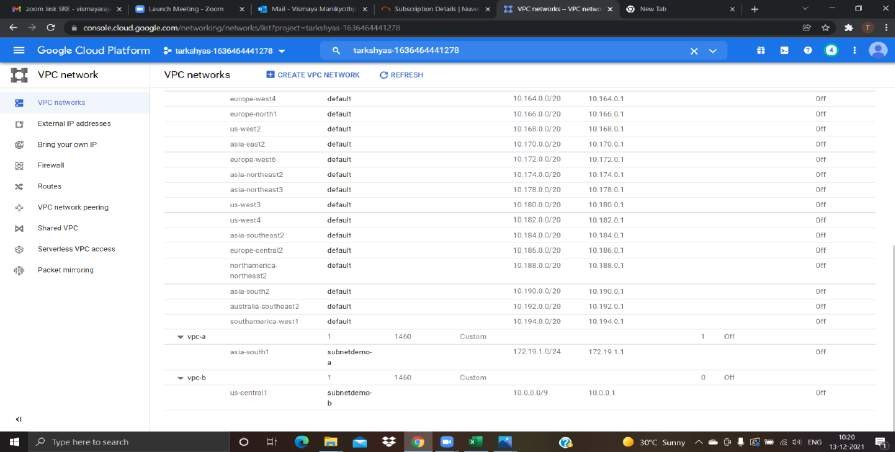 zoom link SRE - vismayaraj
Launch Meeting - Zoom
Mail - Vismaya Manikyothp
Subscription Details | Nuve
VPC networks – VPC netwo
New Tab
console.cloud.google.com/networking/networks/list?project=tarkshyas-1636464441278
Google Cloud Platform
tarkshyas-1636464441278
tarkshyas-1636464441278
4
T
VPC network
VPC networks
CREATE VPC NETWORK
REFRESH
VPC networks
External IP addresses
Bring your own IP
Firewall
Routes
VPC network peering
Shared VPC
Serverless VPC access
Packet mirroring
europe-west4 default 10.164.0.0/20 10.164.0.1 Off
europe-north1 default 10.166.0.0/20 10.166.0.1 Off
us-west2 default 10.168.0.0/20 10.168.0.1 Off
asia-east2 default 10.170.0.0/20 10.170.0.1 Off
europe-west6 default 10.172.0.0/20 10.172.0.1 Off
asia-northeast2 default 10.174.0.0/20 10.174.0.1 Off
asia-northeast3 default 10.178.0.0/20 10.178.0.1 Off
us-west3 default 10.180.0.0/20 10.180.0.1 Off
us-west4 default 10.182.0.0/20 10.182.0.1 Off
asia-southeast2 default 10.184.0.0/20 10.184.0.1 Off
europe-central2 default 10.186.0.0/20 10.186.0.1 Off
northamerica- default 10.188.0.0/20 10.188.0.1 Off
northeast2
asia-south2 default 10.190.0.0/20 10.190.0.1 Off
australia-southeast2 default 10.192.0.0/20 10.192.0.1 Off
southamerica-west1 default 10.194.0.0/20 10.194.0.1 Off
vpc-a 1 1460 Custom 1 Off
asia-south1 subnetdemo- 172.19.1.0/24 172.19.1.1 Off
a
vpc-b 1 1460 Custom 0 Off
us-central1 subnetdemo- 10.0.0.0/9 10.0.0.1 Off
b
Type here to search
30°C Sunny
ENG
10:20
13-12-2021